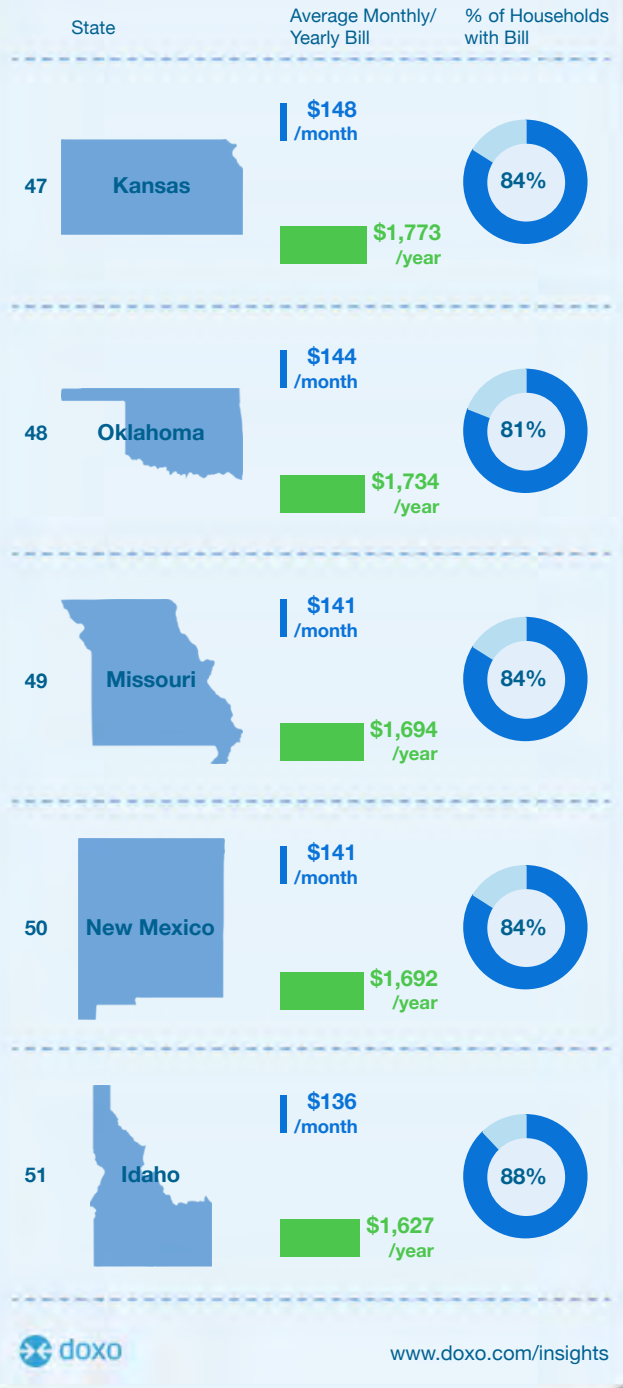 State
Average Monthly/
Yearly Bill
% of Households
with Bill
47
Kansas
$148
/month
$1,773
/year
84%
48
Oklahoma
$144
/month
$1,734
/year
81%
49
Missouri
$141
/month
$1,694
/year
84%
50
New Mexico
$141
/month
$1,692
/year
84%
51
Idaho
$136
/month
$1,627
/year
88%
doxo
www.doxo.com/insights